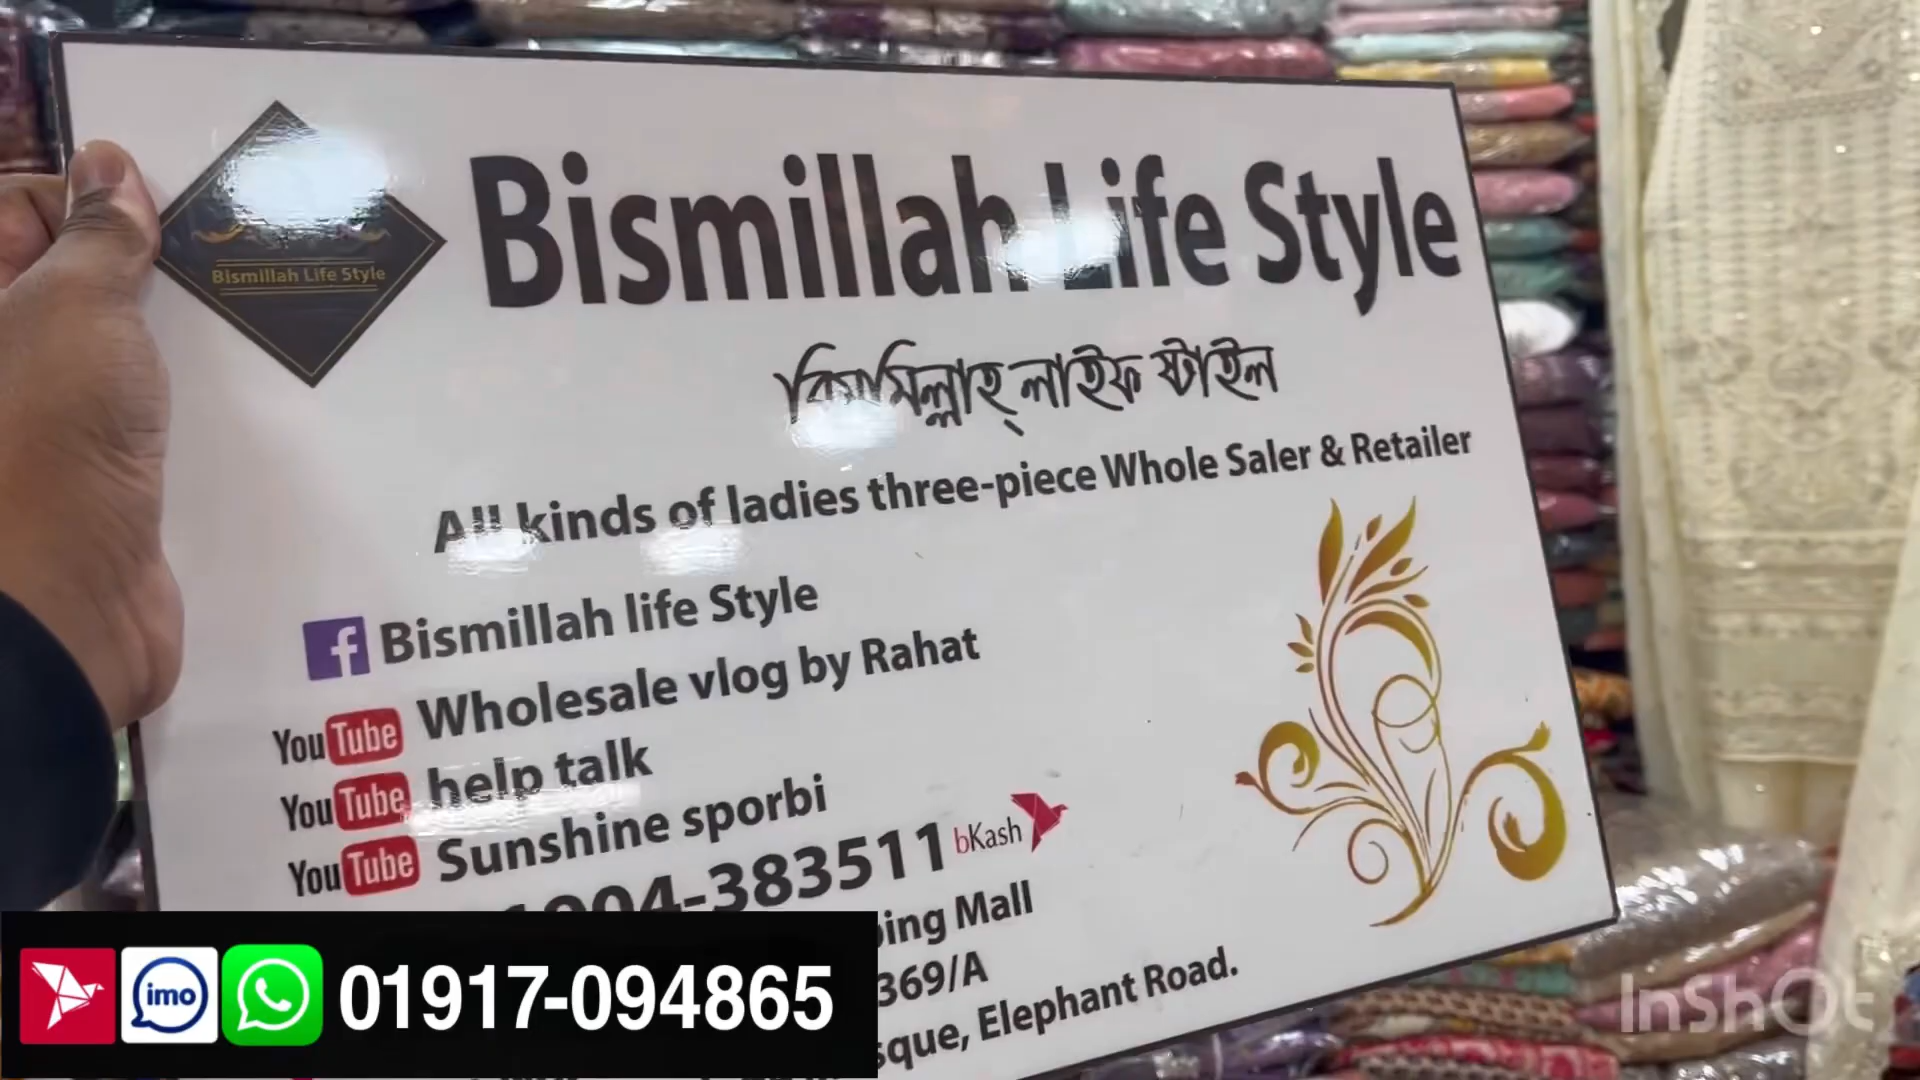 Bismillah Life Style
Bismillah Life Style
বিসমিল্লাহ্ লাইফ ষ্টাইল
All kinds of ladies three-piece Whole Saler & Retailer
f Bismillah life Style
YouTube Wholesale vlog by Rahat
YouTube help talk
YouTube Sunshine sporbi
1904-383511 bKash
ping Mall
369/A
sque, Elephant Road.
imo 01917-094865
InShOt